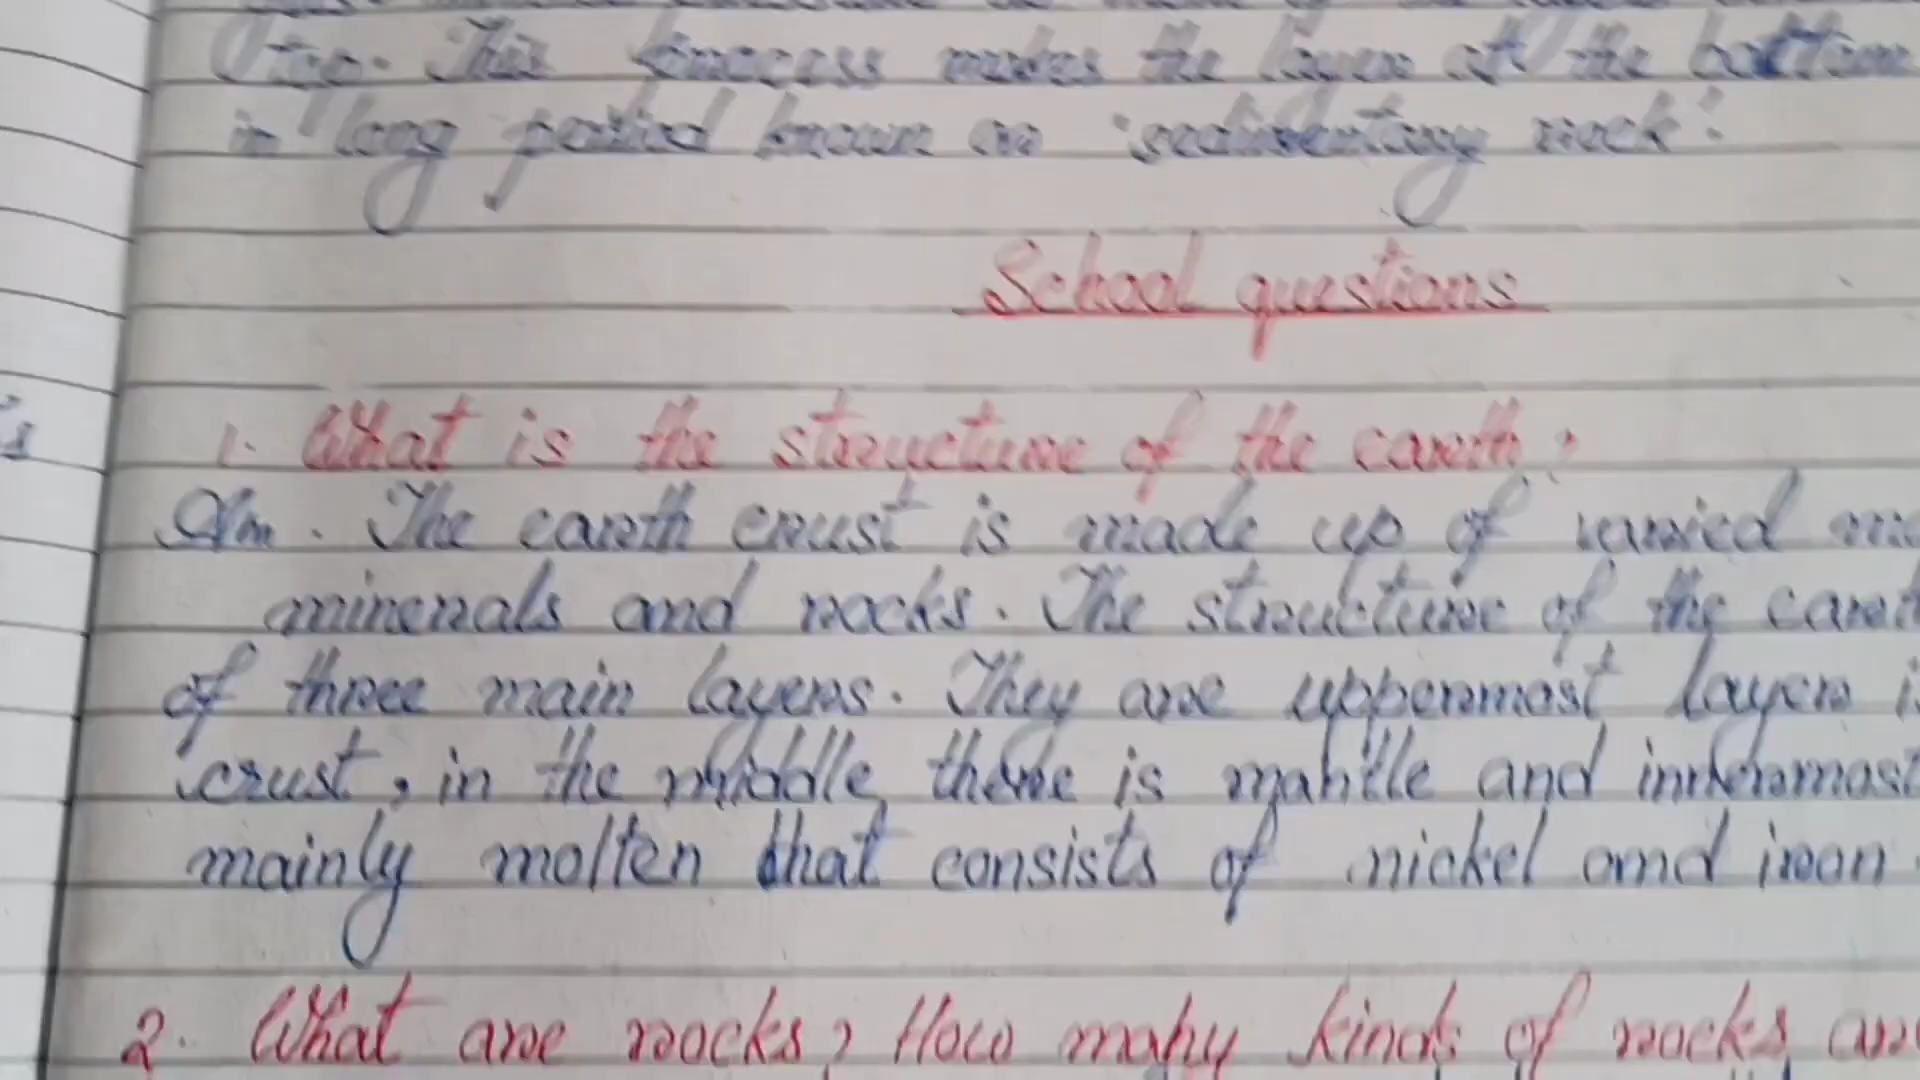 top. This process makes the layer at the bottom
in long period known as 'sedimentary rock'.
School questions
1. What is the structure of the earth?
Ans. The earth crust is made up of varied
minerals and rocks. The structure of the
of three main layers. They are uppermost layer is
crust, in the middle there is mantle and innermost
mainly molten that consists of nickel and iron.
2. What are rocks? How many kinds of rocks are